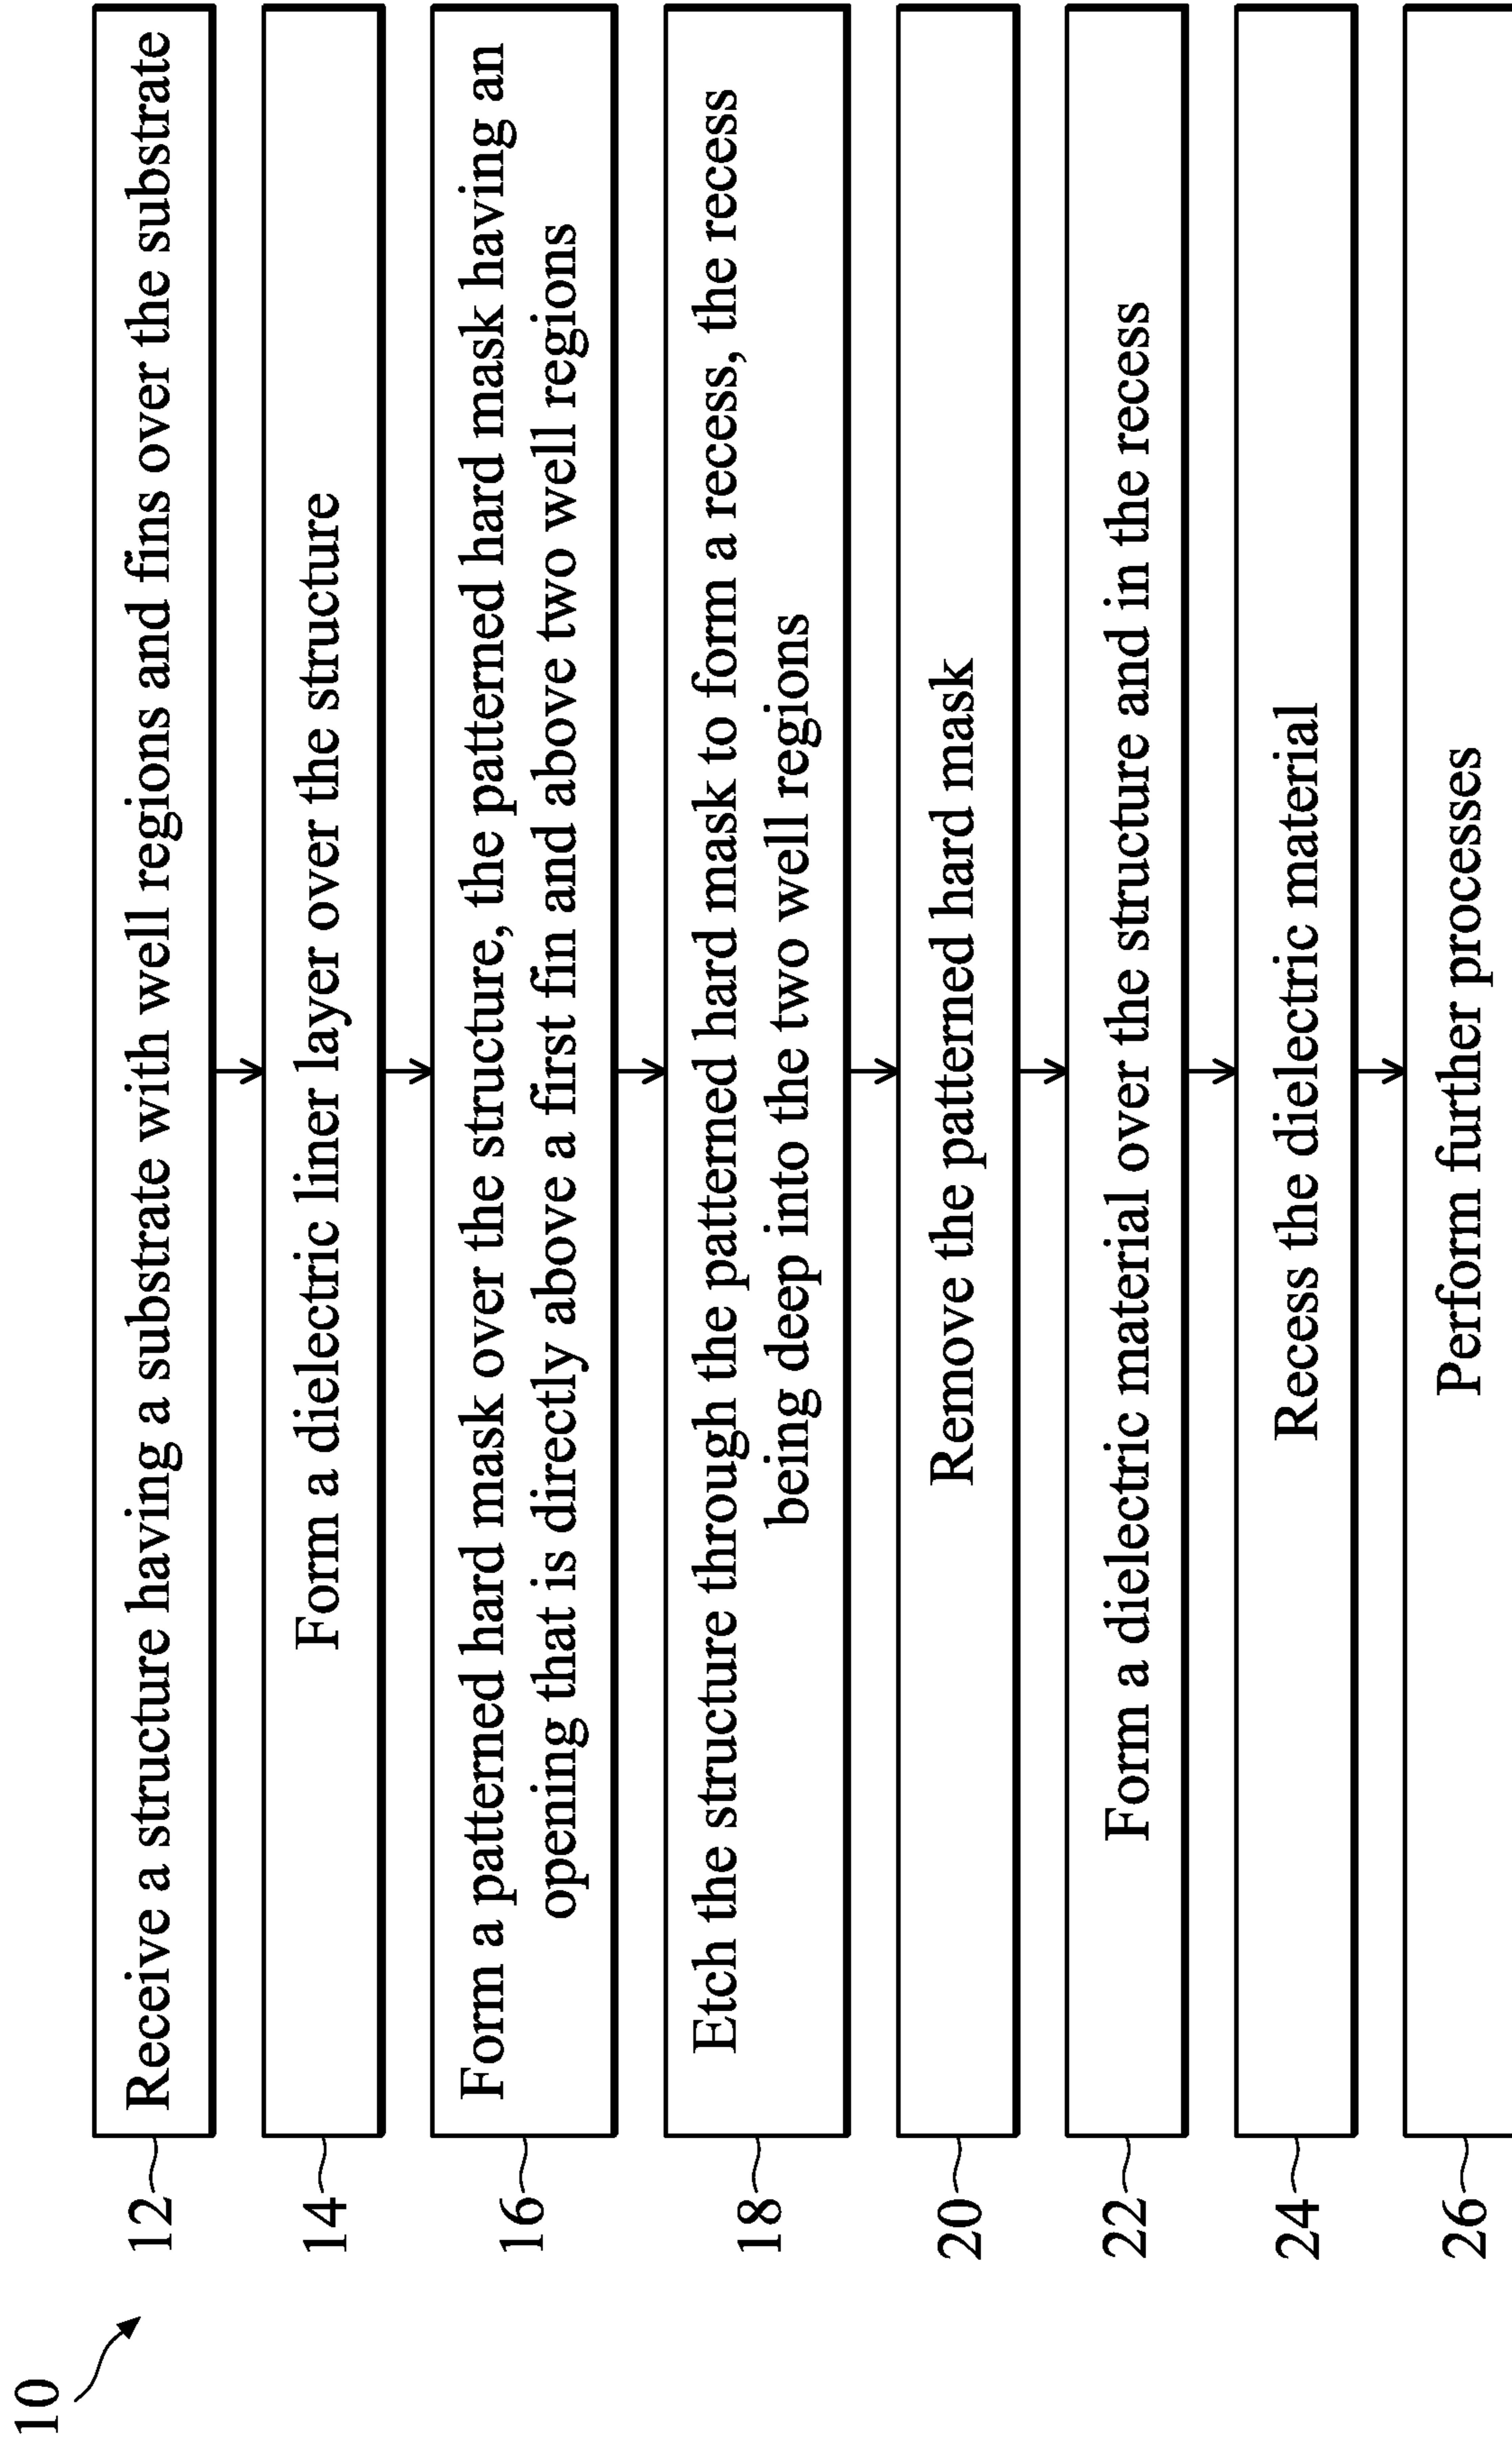 10
12
Receive a structure having a substrate with well regions and fins over the substrate
14
Form a dielectric liner layer over the structure
16
Form a patterned hard mask over the structure, the patterned hard mask having an
opening that is directly above a first fin and above two well regions
18
Etch the structure through the patterned hard mask to form a recess, the recess
being deep into the two well regions
20
Remove the patterned hard mask
22
Form a dielectric material over the structure and in the recess
24
Recess the dielectric material
26
Perform further processes